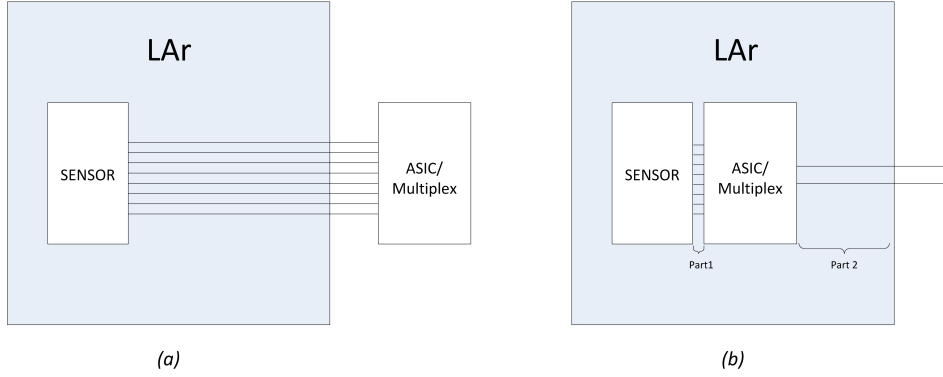 LAr
SENSOR
ASIC/
Multiplex
(a)
LAr
SENSOR
ASIC/
Multiplex
Part1
Part 2
(b)